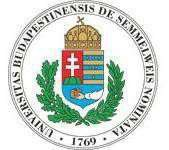 UNIVERSITAS BUDAPESTINENSIS DE SEMMELWEIS NOMINATA
• 1769 •